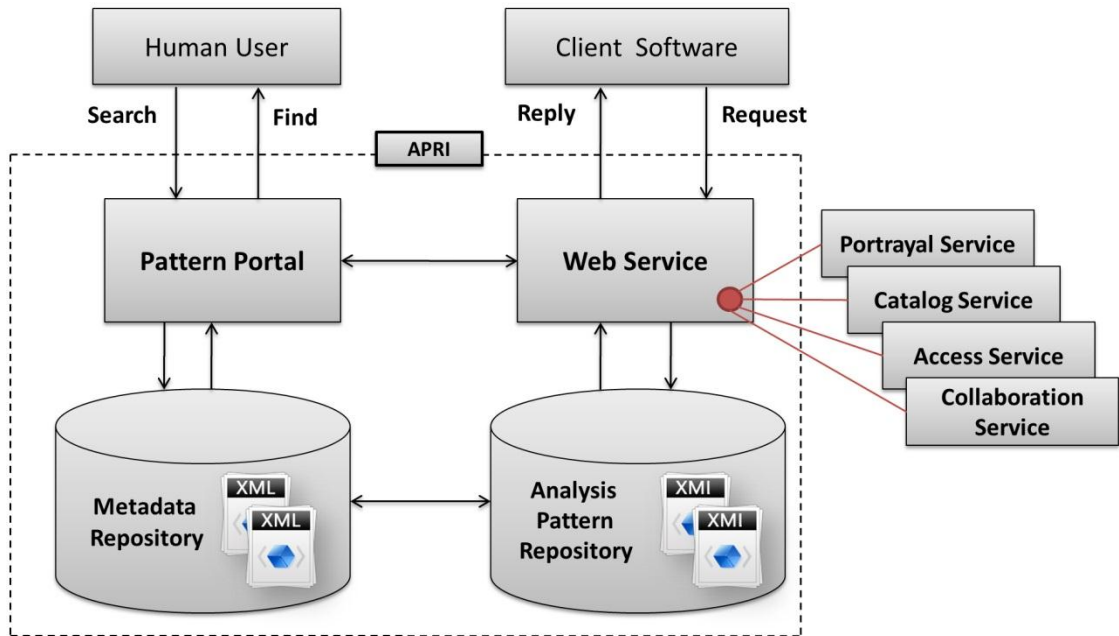 Human User
Client Software
Search
Find
Reply
Request
APRI
Pattern Portal
Web Service
Portrayal Service
Catalog Service
Access Service
Collaboration
Service
Metadata
Repository
XML
XML
Analysis
Pattern
Repository
XMI
XMI